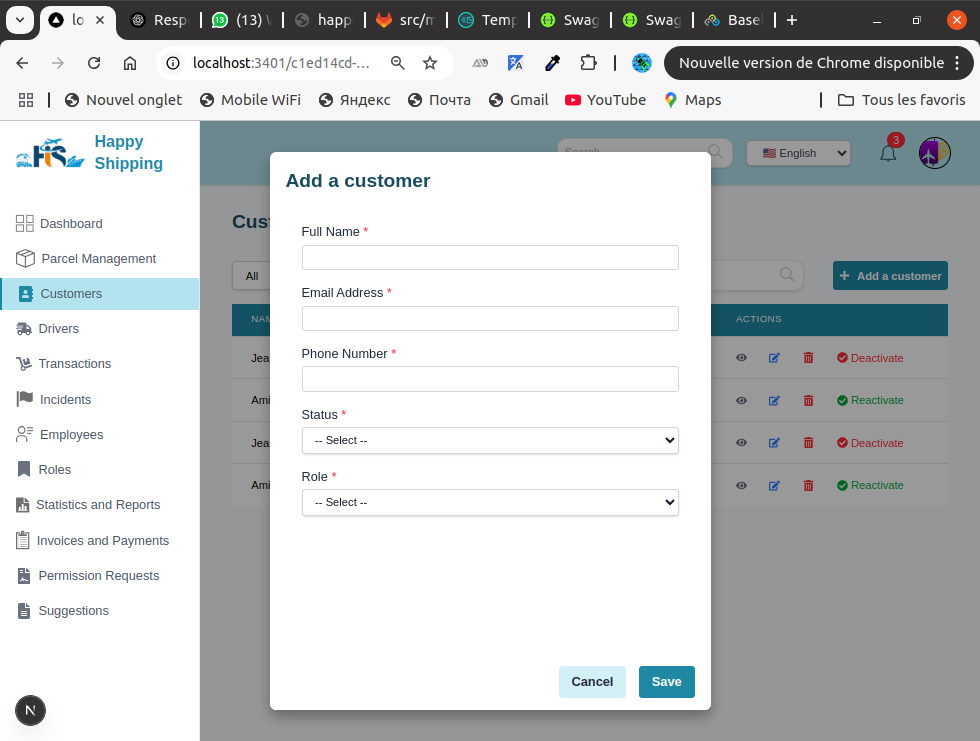 Resp
(13)
happ
src/m
Temp
Swag
Swag
Basel
localhost:3401/c1ed14cd-...
Nouvelle version de Chrome disponible
Nouvel onglet
Mobile WiFi
Яндекс
Почта
Gmail
YouTube
Maps
Tous les favoris
HIS
Happy
Shipping
Search
English
3
Dashboard
Parcel Management
Customers
Drivers
Transactions
Incidents
Employees
Roles
Statistics and Reports
Invoices and Payments
Permission Requests
Suggestions
N
Cust
All
Add a customer
NAM
ACTIONS
Jea
Deactivate
Ami
Reactivate
Jea
Deactivate
Ami
Reactivate
Add a customer
Full Name *
Email Address *
Phone Number *
Status *
-- Select --
Role *
-- Select --
Cancel
Save